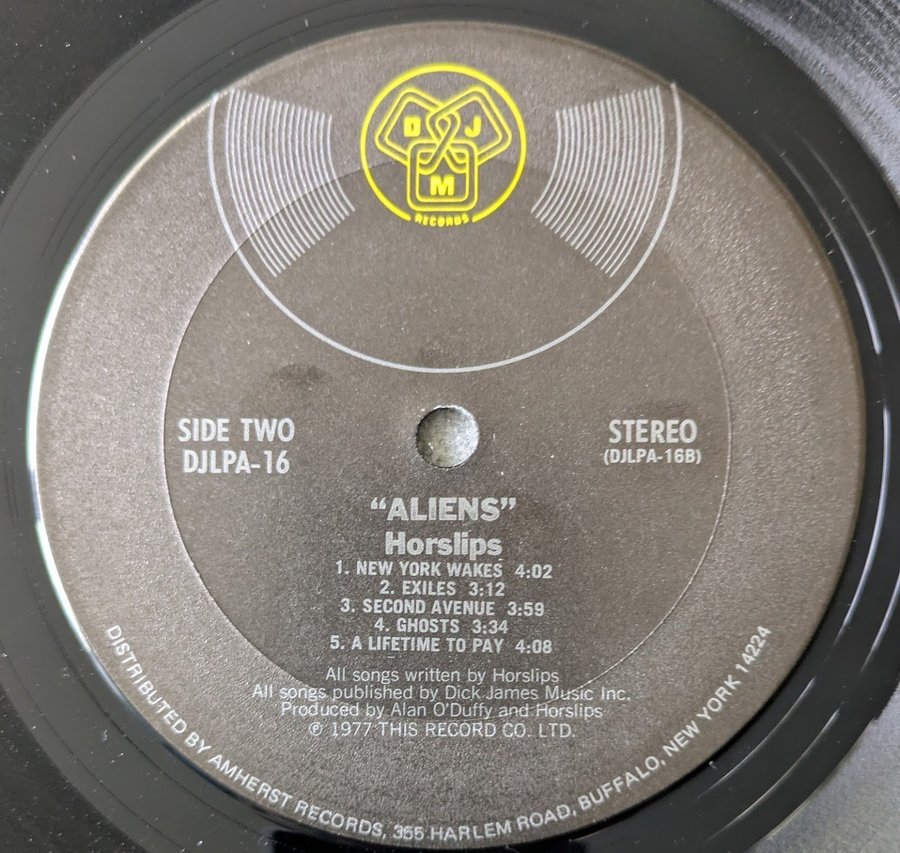 D J
M
RECORDS
SIDE TWO
DJLPA-16
STEREO
(DJLPA-16B)
“ALIENS”
Horslips
1. NEW YORK WAKES 4:02
2. EXILES 3:12
3. SECOND AVENUE 3:59
4. GHOSTS 3:34
5. A LIFETIME TO PAY 4:08
All songs written by Horslips
All songs published by Dick James Music Inc.
Produced by Alan O'Duffy and Horslips
℗ 1977 THIS RECORD CO. LTD.
DISTRIBUTED BY AMHERST RECORDS, 355 HARLEM ROAD, BUFFALO, NEW YORK 14224